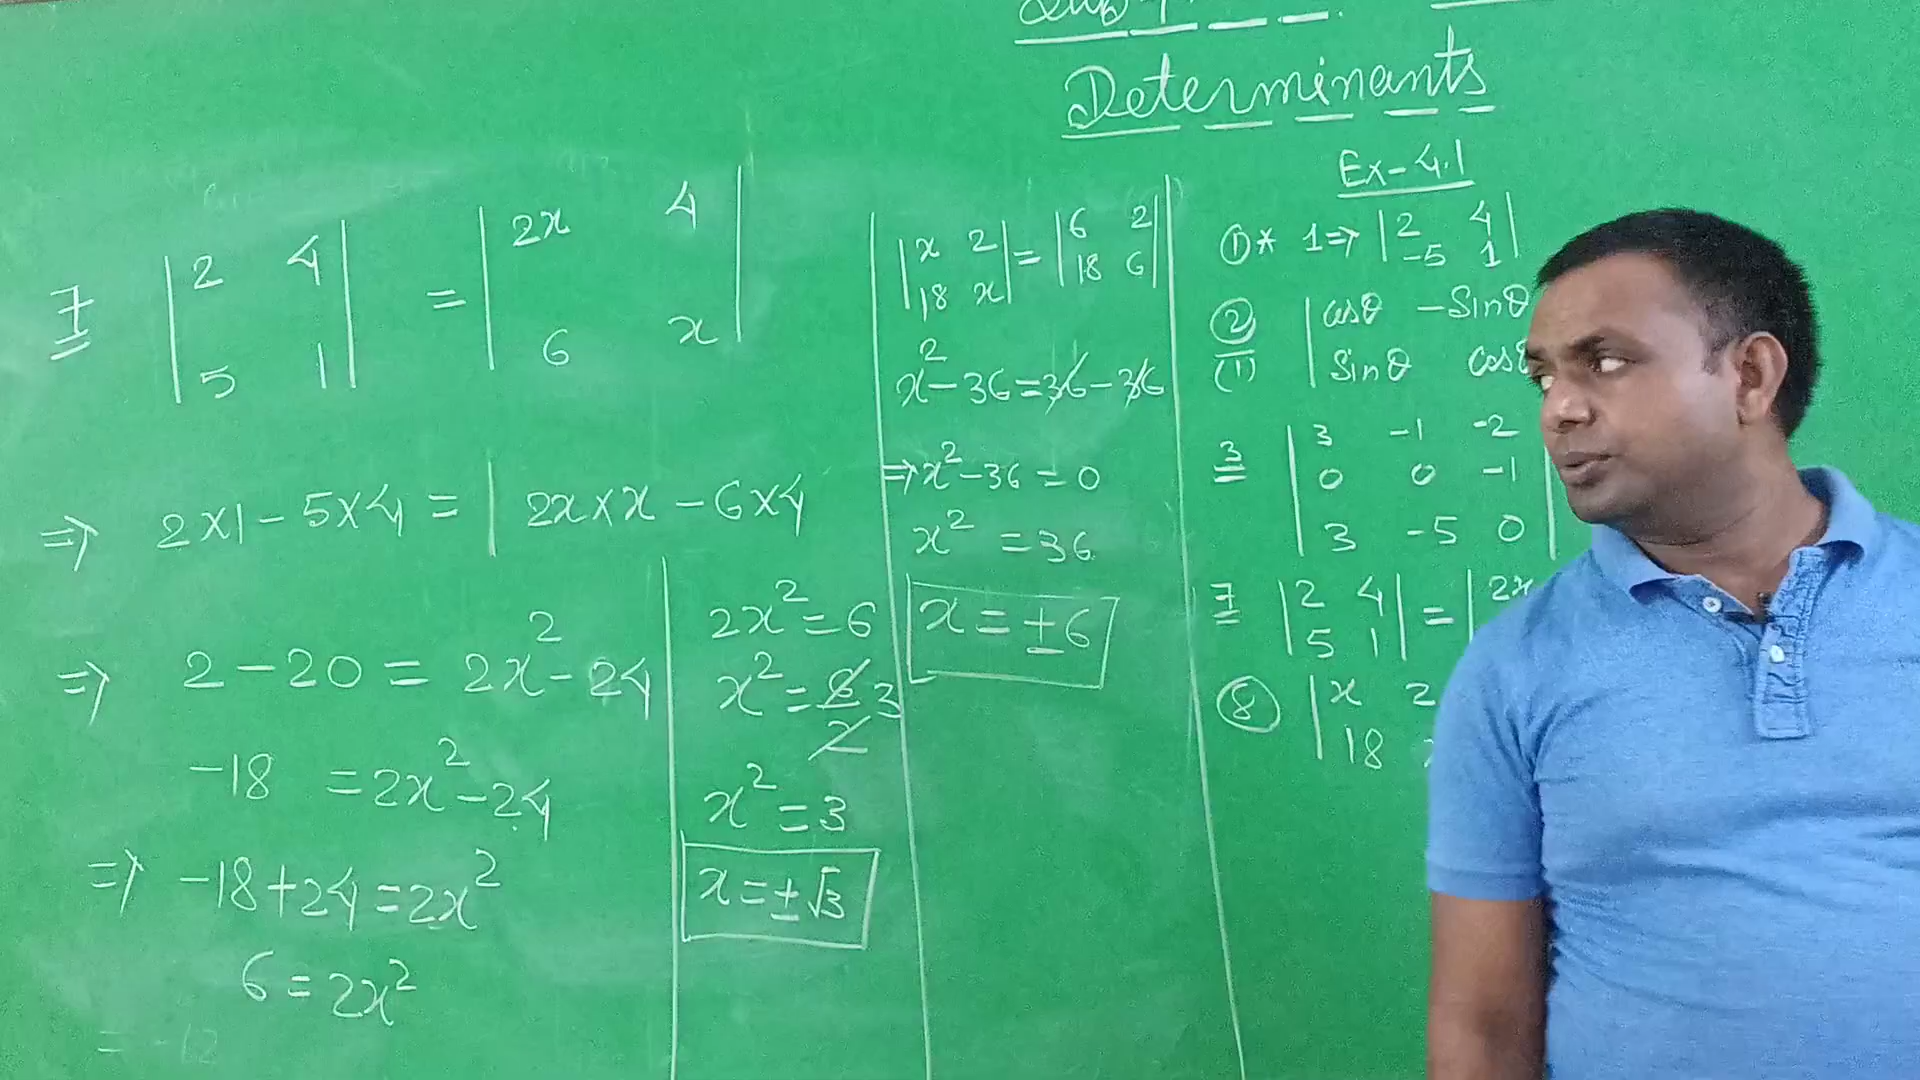 Determinants
Ex-4.1
7 | 2 4 | = | 2x 4 |
| 5 1 | | 6 x |
⇒ 2×1 - 5×4 = | 2x×x - 6×4
⇒ 2 - 20 = 2x² - 24
-18 = 2x² - 24
⇒ -18+24 = 2x²
6 = 2x²
2x² = 6
x² = 6/2 3
x² = 3
x = ±√3
| x 2 | = | 6 2 |
| 18 x | | 18 6 |
x² - 36 = 36 - 36
⇒ x² - 36 = 0
x² = 36
x = ±6
① * 1 ⇒ | 2 4 |
| -5 1 |
② | cosθ -Sinθ
(1) | Sinθ cosθ
3 | 3 -1 -2
| 0 0 -1 |
| 3 -5 0 |
7 | 2 4 | = | 2x
| 5 1 |
⑧ | x 2
| 18